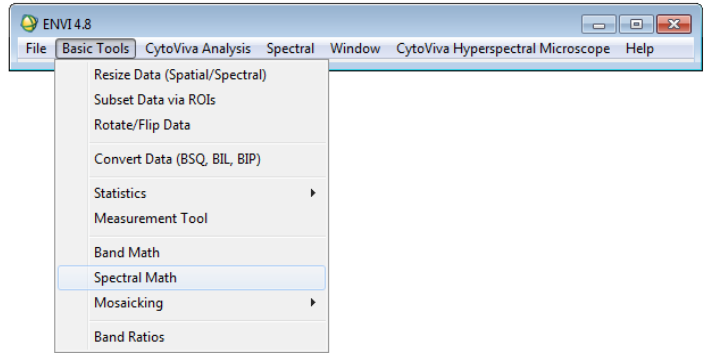 ENVI 4.8
File Basic Tools CytoViva Analysis Spectral Window CytoViva Hyperspectral Microscope Help
Resize Data (Spatial/Spectral)
Subset Data via ROIs
Rotate/Flip Data
Convert Data (BSQ, BIL, BIP)
Statistics
Measurement Tool
Band Math
Spectral Math
Mosaicking
Band Ratios